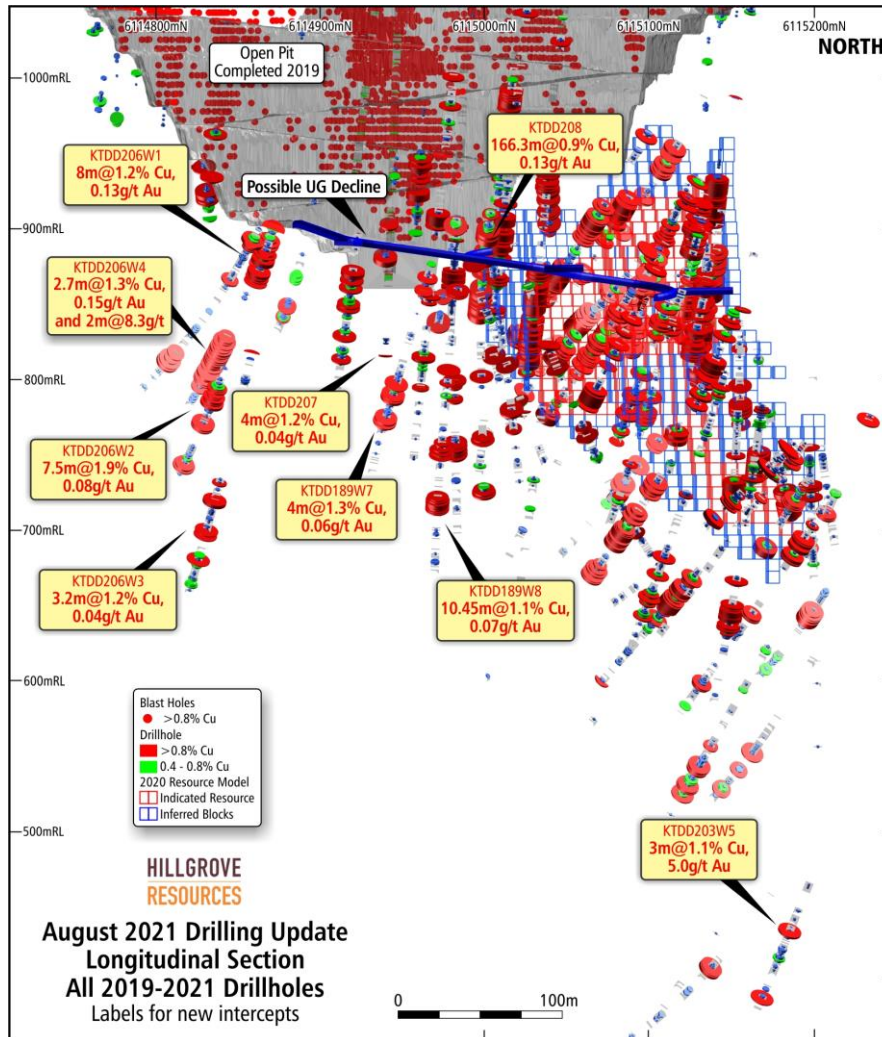 6114800mN
6114900mN
6115000mN
6115100mN
6115200mN
NORTH
1000mRL
900mRL
800mRL
700mRL
600mRL
500mRL
Open Pit
Completed 2019
KTDD208
166.3m@0.9% Cu,
0.13g/t Au
KTDD206W1
8m@1.2% Cu,
0.13g/t Au
Possible UG Decline
KTDD206W4
2.7m@1.3% Cu,
0.15g/t Au
and 2m@8.3g/t
KTDD207
4m@1.2% Cu,
0.04g/t Au
KTDD206W2
7.5m@1.9% Cu,
0.08g/t Au
KTDD189W7
4m@1.3% Cu,
0.06g/t Au
KTDD206W3
3.2m@1.2% Cu,
0.04g/t Au
KTDD189W8
10.45m@1.1% Cu,
0.07g/t Au
KTDD203W5
3m@1.1% Cu,
5.0g/t Au
Blast Holes
>0.8% Cu
Drillhole
>0.8% Cu
0.4 - 0.8% Cu
2020 Resource Model
Indicated Resource
Inferred Blocks
HILLGROVE
RESOURCES
August 2021 Drilling Update
Longitudinal Section
All 2019-2021 Drillholes
Labels for new intercepts
0
100m